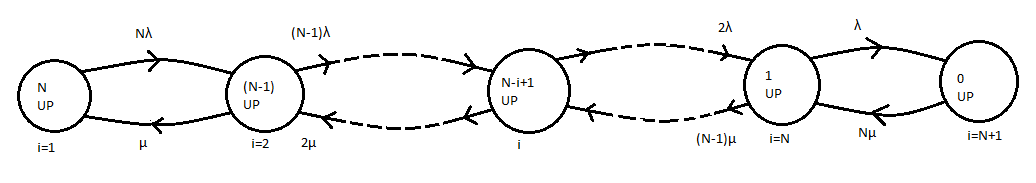 Nλ
(N-1)λ
2λ
λ
N
UP
(N-1)
UP
N-i+1
UP
1
UP
0
UP
i=1
μ
i=2
2μ
i
(N-1)μ
i=N
Nμ
i=N+1